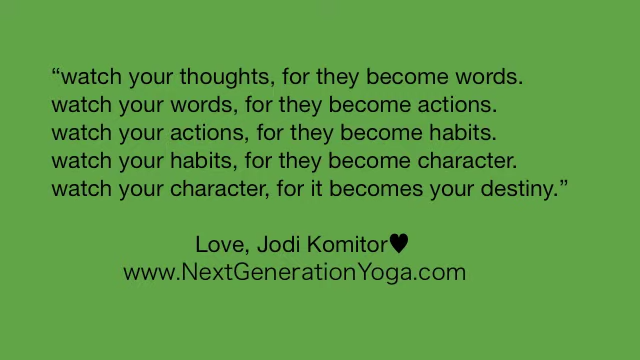 “watch your thoughts, for they become words.
watch your words, for they become actions.
watch your actions, for they become habits.
watch your habits, for they become character.
watch your character, for it becomes your destiny.”
Love, Jodi Komitor♥
www.NextGenerationYoga.com